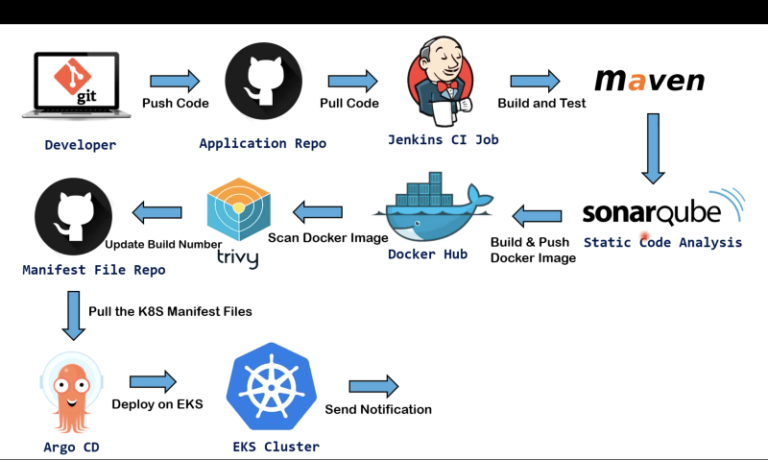 git
Push Code
Pull Code
Build and Test
maven
Developer
Application Repo
Jenkins CI Job
sonarqube
Static Code Analysis
Build & Push
Docker Image
Docker Hub
Scan Docker Image
trivy
Update Build Number
Manifest File Repo
Pull the K8S Manifest Files
Argo CD
Deploy on EKS
EKS Cluster
Send Notification